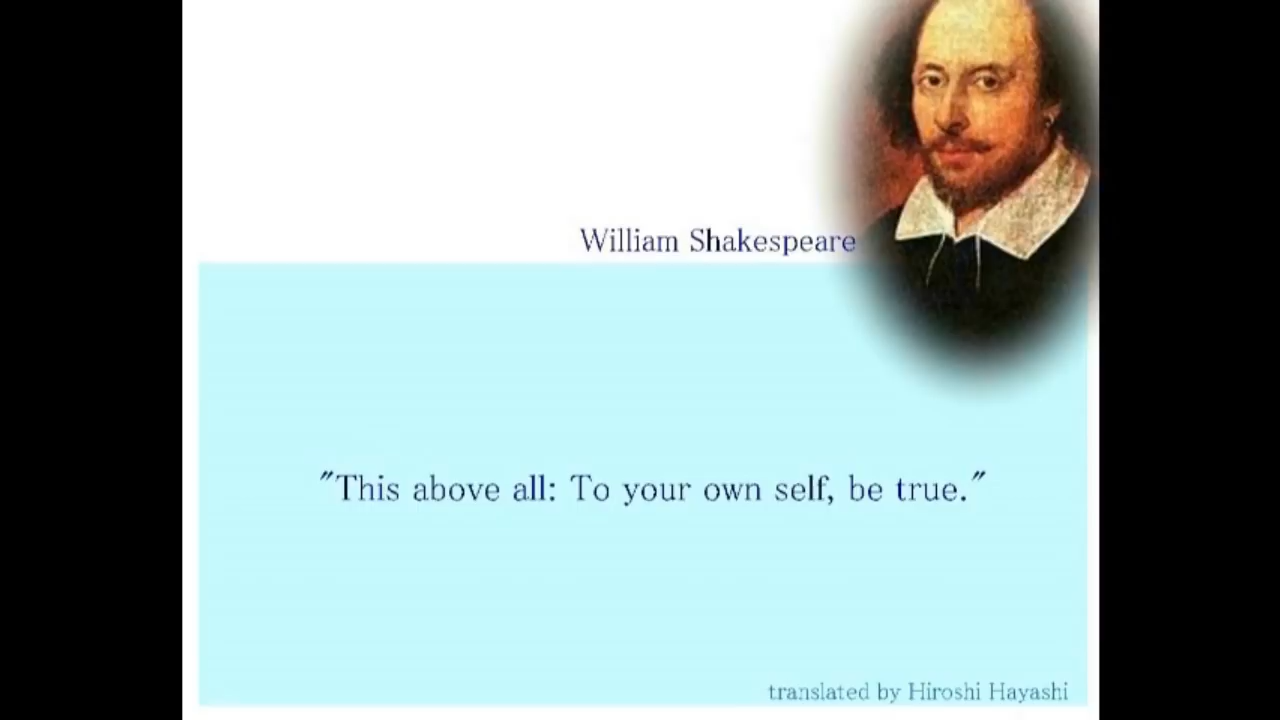 William Shakespeare
"This above all: To your own self, be true."
translated by Hiroshi Hayashi